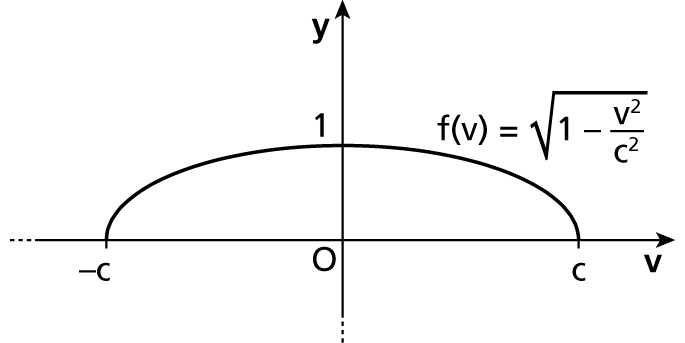 y
1
f(v) = √(1 − v²/c²)
−c
O
c
v